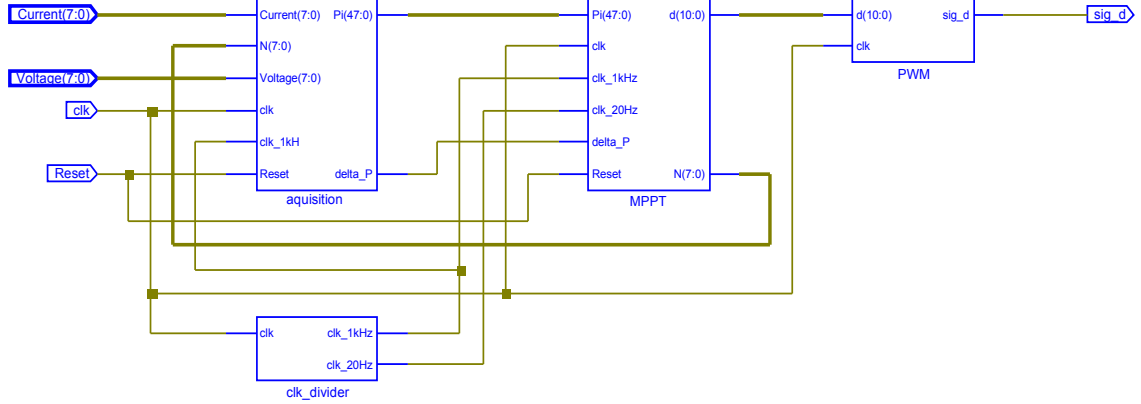 Current(7:0)
Voltage(7:0)
clk
Reset
Current(7:0)
Pi(47:0)
N(7:0)
Voltage(7:0)
clk
clk_1kH
Reset
delta_P
aquisition
Pi(47:0)
d(10:0)
clk
clk_1kHz
clk_20Hz
delta_P
Reset
N(7:0)
MPPT
d(10:0)
sig_d
clk
PWM
sig_d
clk
clk_1kHz
clk_20Hz
clk_divider